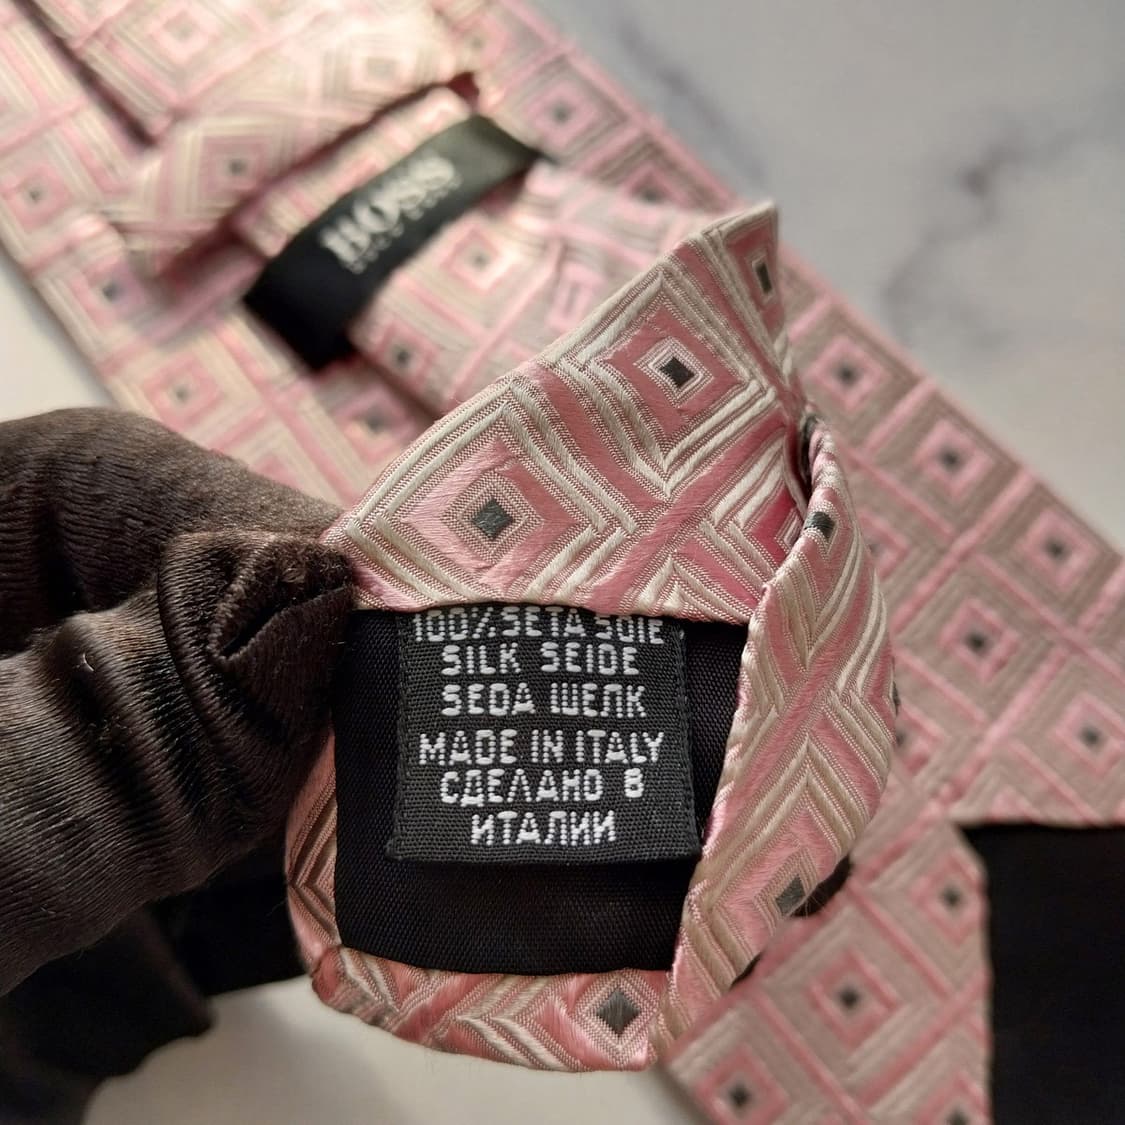 BOSS
100% SETA SOIE
SILK SEIDE
SEDA ШЕЛК
MADE IN ITALY
СДЕЛАНО В
ИТАЛИИ